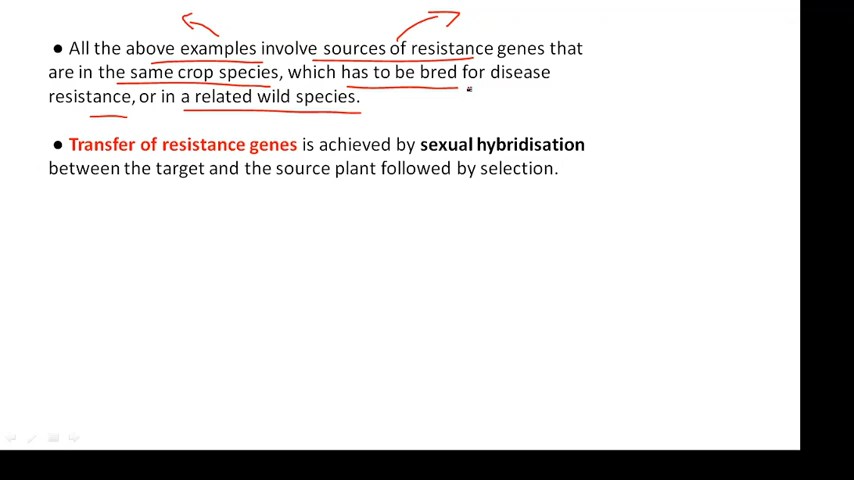 ● All the above examples involve sources of resistance genes that
are in the same crop species, which has to be bred for disease
resistance, or in a related wild species.
● Transfer of resistance genes is achieved by sexual hybridisation
between the target and the source plant followed by selection.